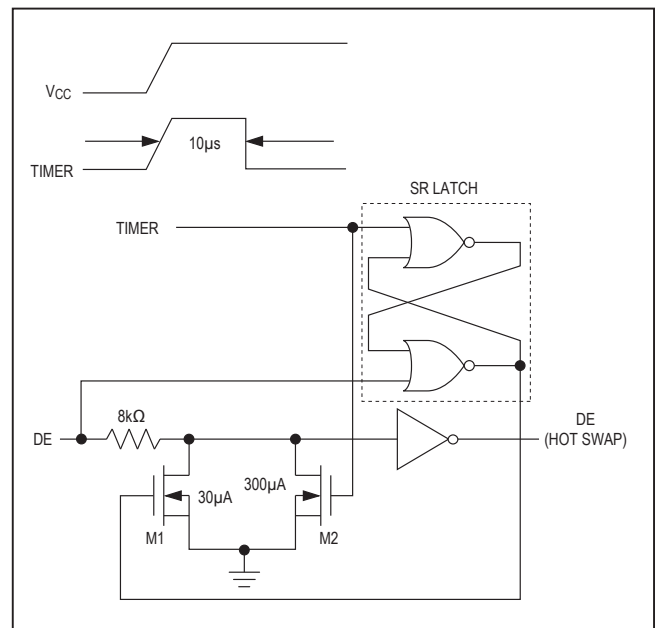 VCC
10µs
TIMER
SR LATCH
TIMER
8kΩ
DE
DE
(HOT SWAP)
30µA
300µA
M1
M2